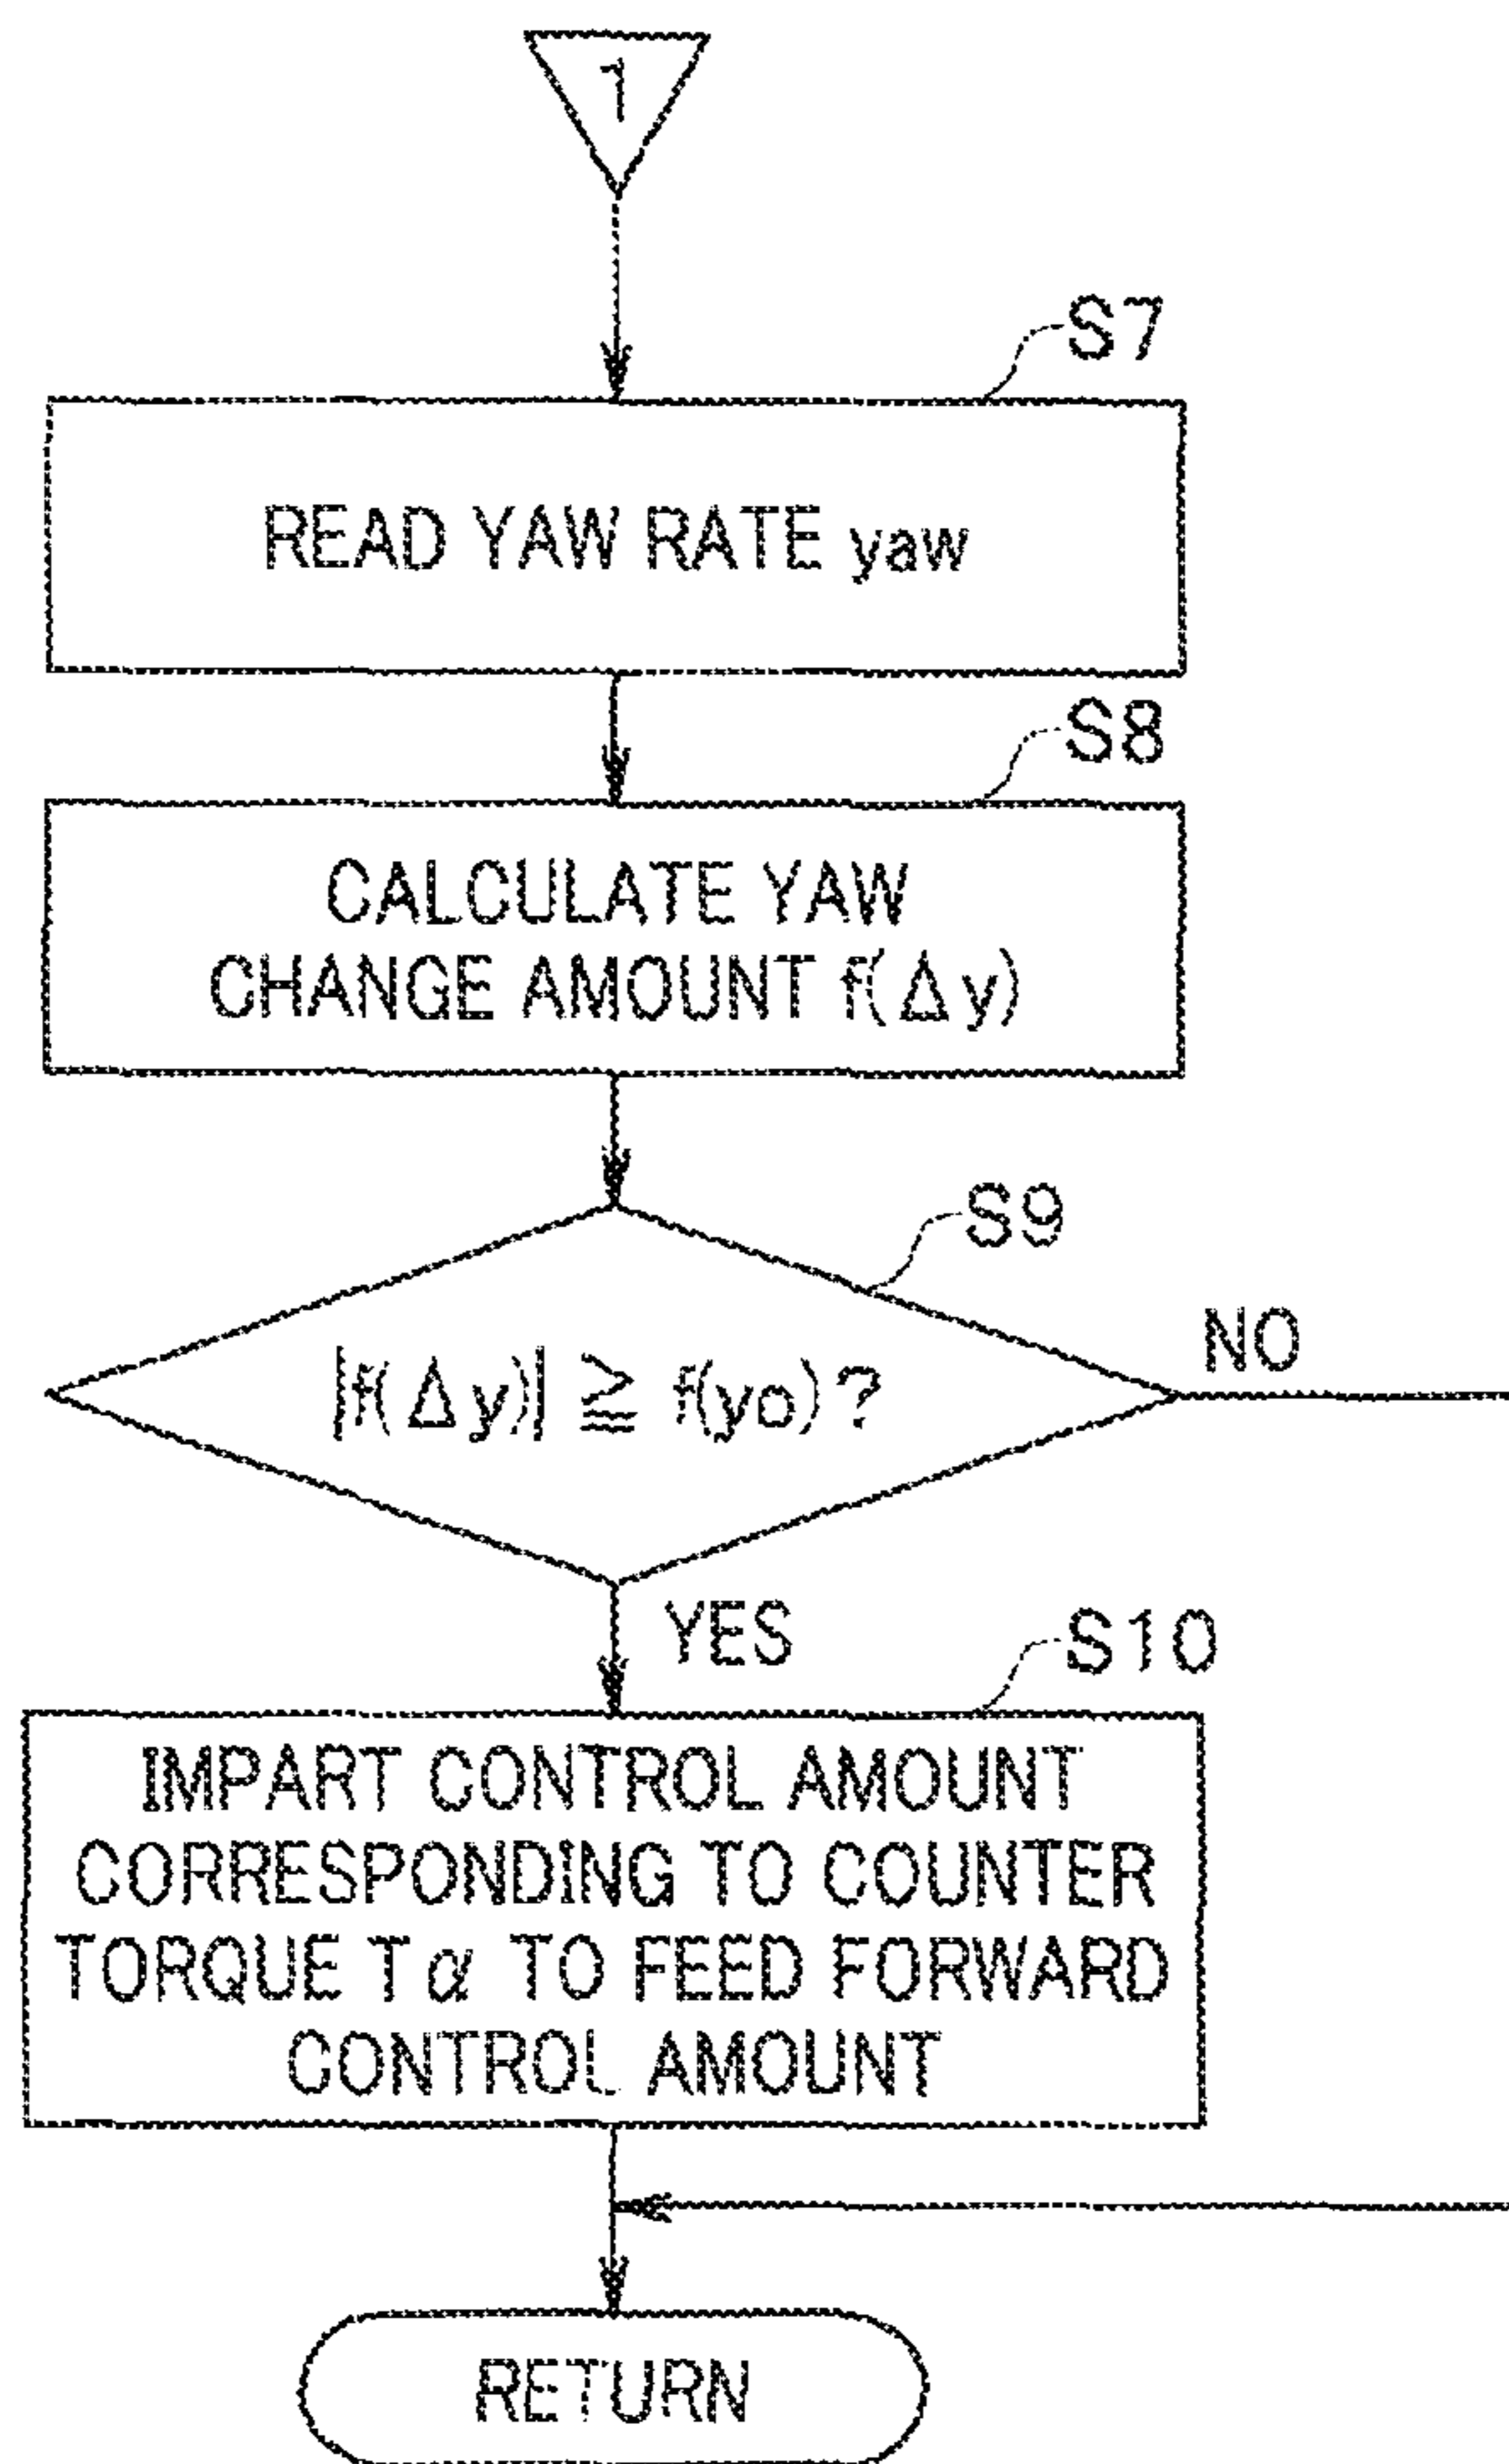 1
S7
READ YAW RATE yaw
S8
CALCULATE YAW
CHANGE AMOUNT f(Δy)
S9
|f(Δy)| ≧ f(yo)?
NO
YES
S10
IMPART CONTROL AMOUNT
CORRESPONDING TO COUNTER
TORQUE Tα TO FEED FORWARD
CONTROL AMOUNT
RETURN